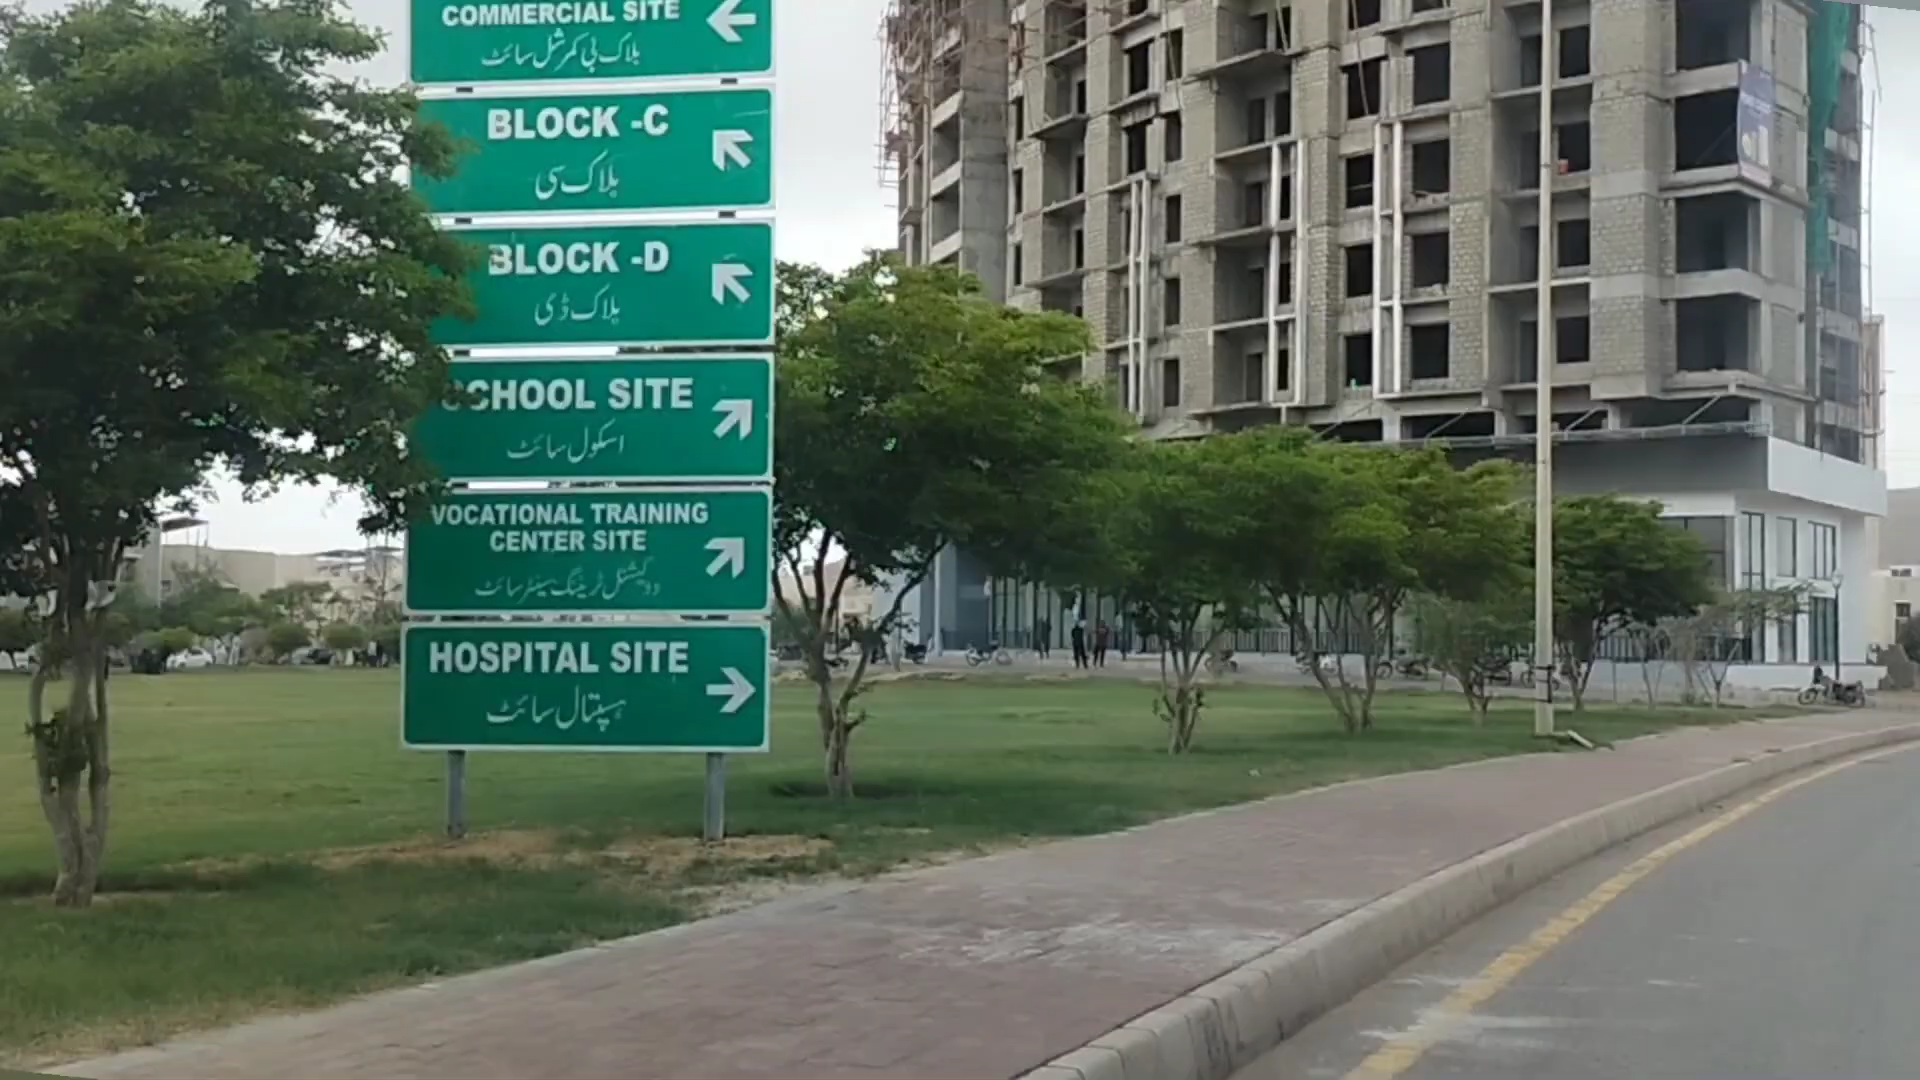 COMMERCIAL SITE
بلاک بی کمرشل سائٹ
BLOCK -C
بلاک سی
BLOCK -D
بلاک ڈی
SCHOOL SITE
اسکول سائٹ
VOCATIONAL TRAINING
CENTER SITE
ووکیشنل ٹریننگ سینٹر سائٹ
HOSPITAL SITE
ہسپتال سائٹ